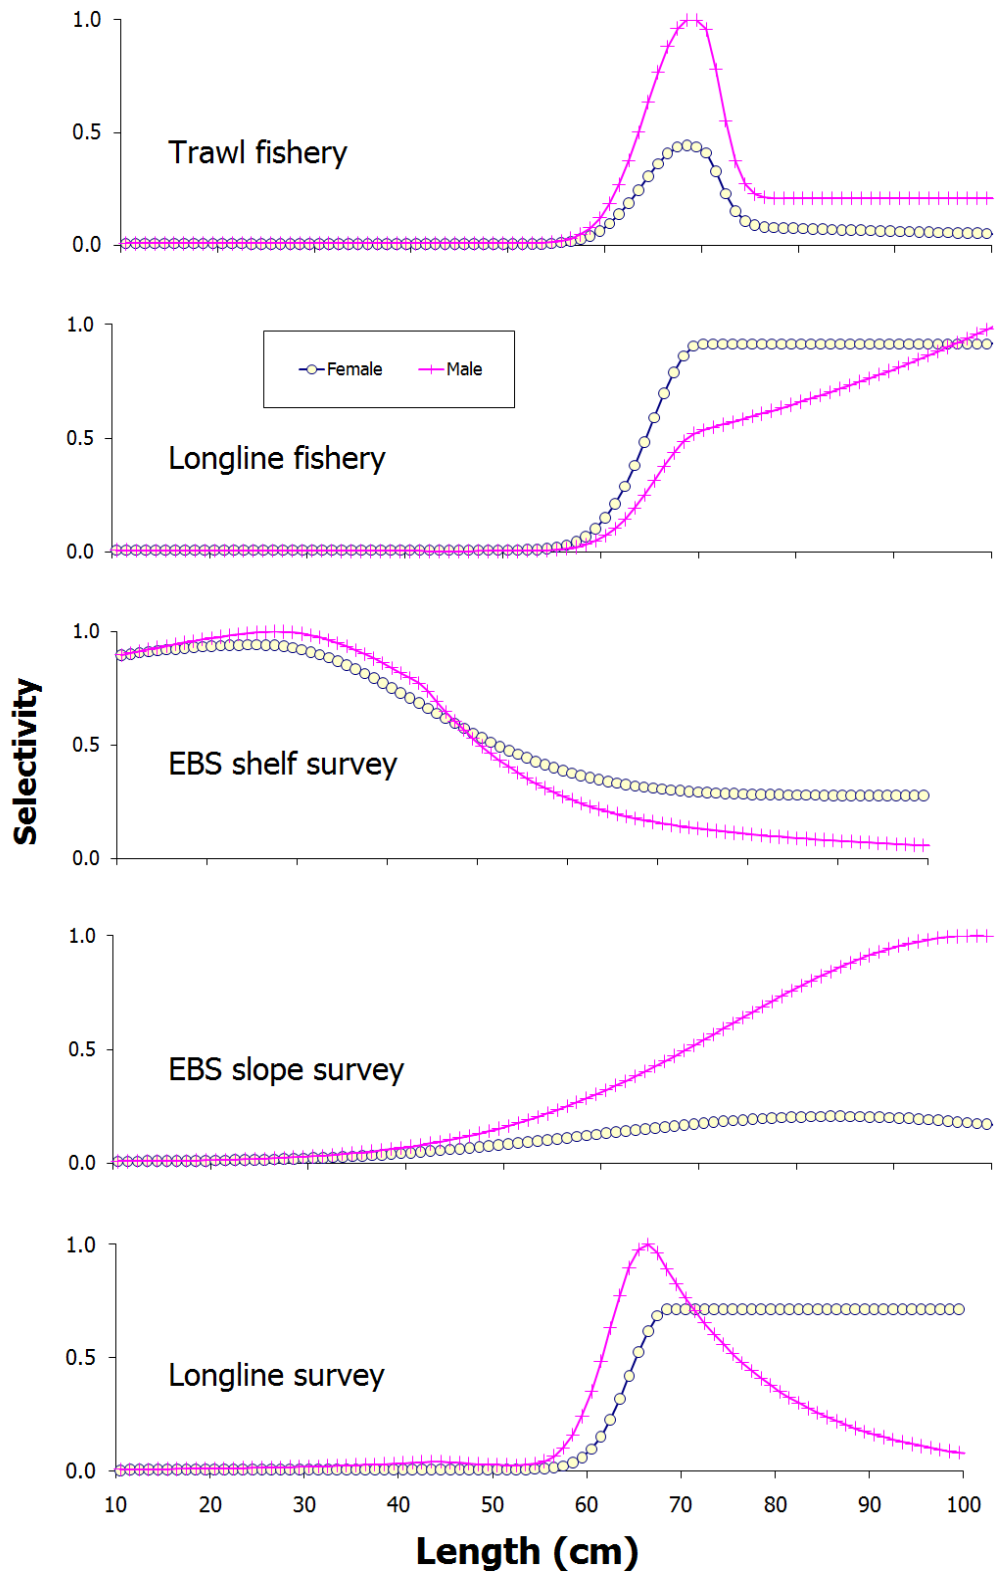 1.0
0.5
Trawl fishery
0.0
1.0
Female Male
0.5
Longline fishery
0.0
1.0
0.5
EBS shelf survey
0.0
Selectivity
1.0
0.5
EBS slope survey
0.0
1.0
0.5
Longline survey
0.0
10 20 30 40 50 60 70 80 90 100
Length (cm)